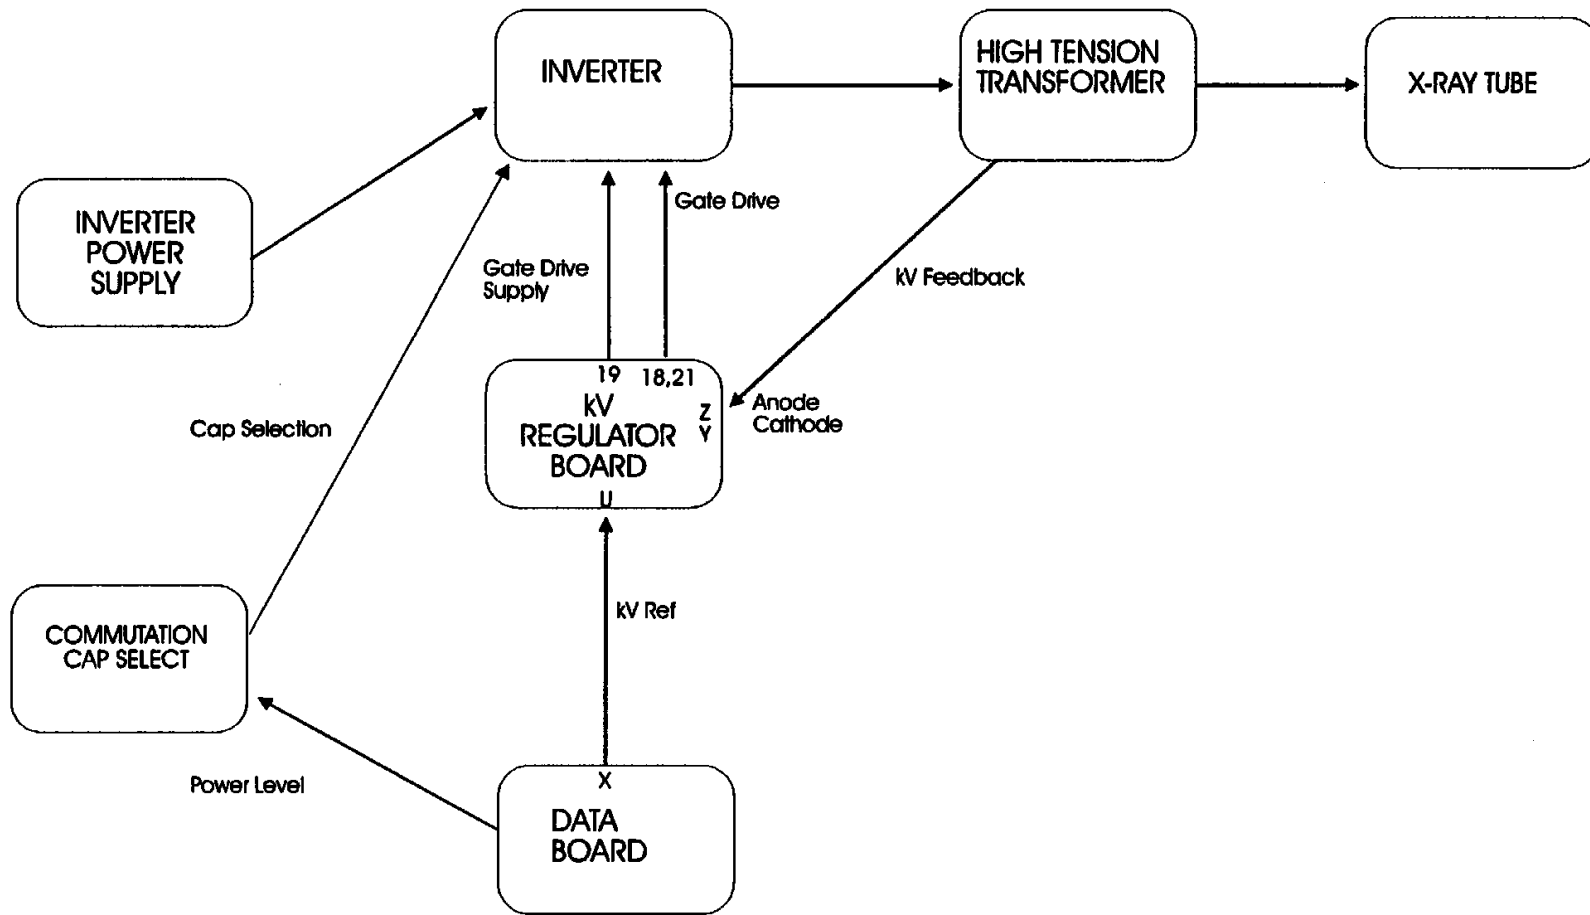 INVERTER
HIGH TENSION
TRANSFORMER
X-RAY TUBE
INVERTER
POWER
SUPPLY
Gate Drive
Gate Drive
Supply
kV Feedback
19
18,21
kV
REGULATOR
BOARD
Z
Y
U
Anode
Cathode
Cap Selection
kV Ref
COMMUTATION
CAP SELECT
Power Level
X
DATA
BOARD